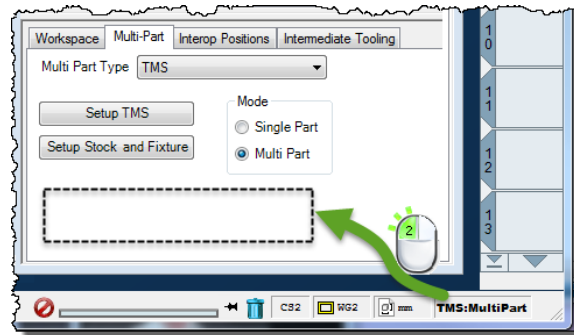 Workspace Multi-Part Interop Positions Intermediate Tooling
Multi Part Type TMS
Setup TMS
Setup Stock and Fixture
Mode
Single Part
Multi Part
2
1
0
1
1
1
2
1
3
CS2 WG2 mm TMS:MultiPart